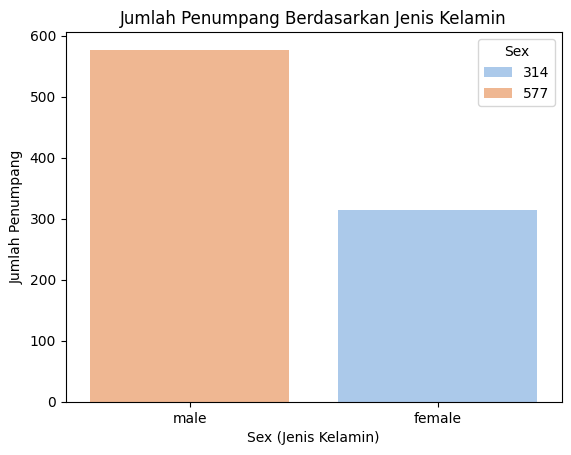 Jumlah Penumpang Berdasarkan Jenis Kelamin
Jumlah Penumpang
600
500
400
300
200
100
0
Sex
314
577
male
female
Sex (Jenis Kelamin)